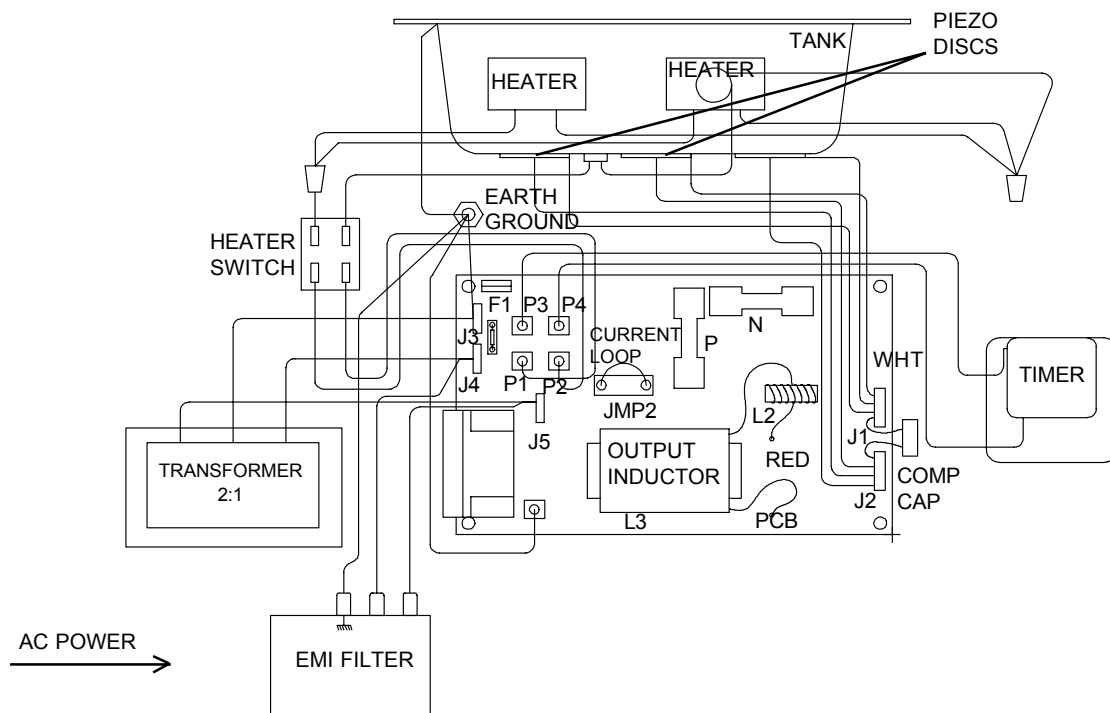 PIEZO
DISCS
TANK
HEATER
HEATER
EARTH
GROUND
HEATER
SWITCH
F1
P3
P4
J3
CURRENT
LOOP
P
N
J4
P1
P2
WHT
TIMER
JMP2
L2
J5
J1
OUTPUT
INDUCTOR
RED
TRANSFORMER
2:1
COMP
CAP
J2
L3
PCB
AC POWER
EMI FILTER